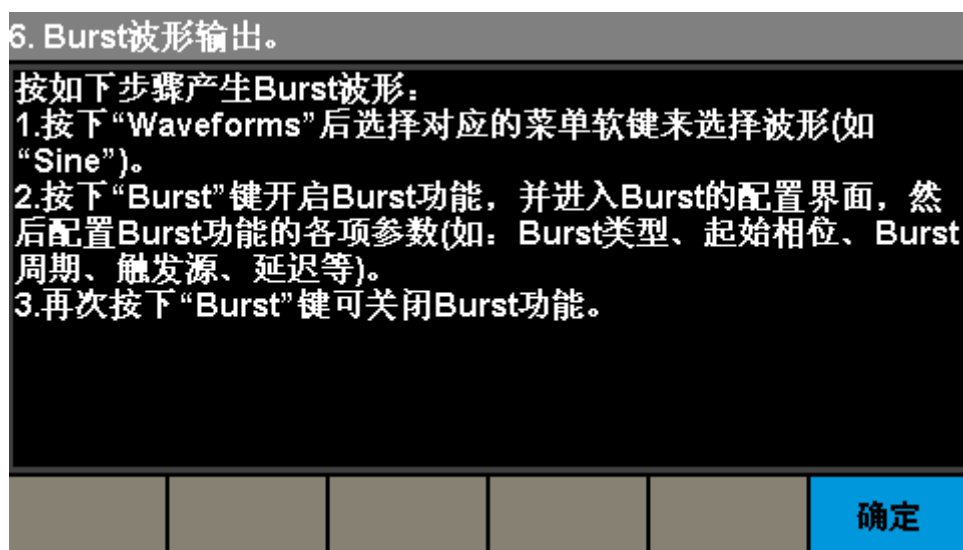 6. Burst波形输出。
按如下步骤产生Burst波形：
1.按下“Waveforms”后选择对应的菜单软键来选择波形(如
“Sine”)。
2.按下“Burst”键开启Burst功能，并进入Burst的配置界面，然
后配置Burst功能的各项参数(如：Burst类型、起始相位、Burst
周期、触发源、延迟等)。
3.再次按下“Burst”键可关闭Burst功能。
确定